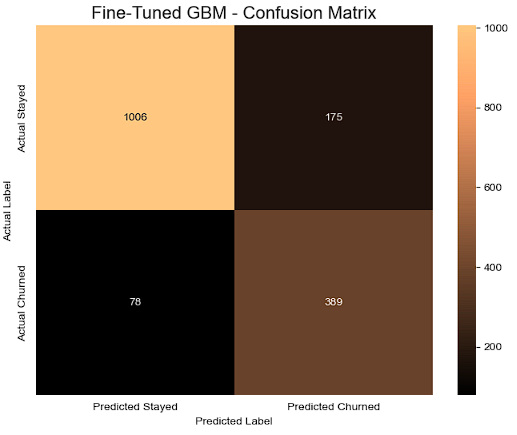 Fine-Tuned GBM - Confusion Matrix
Actual Stayed
Actual Churned
Actual Label
1006
175
78
389
Predicted Stayed
Predicted Churned
Predicted Label
1000
800
600
400
200